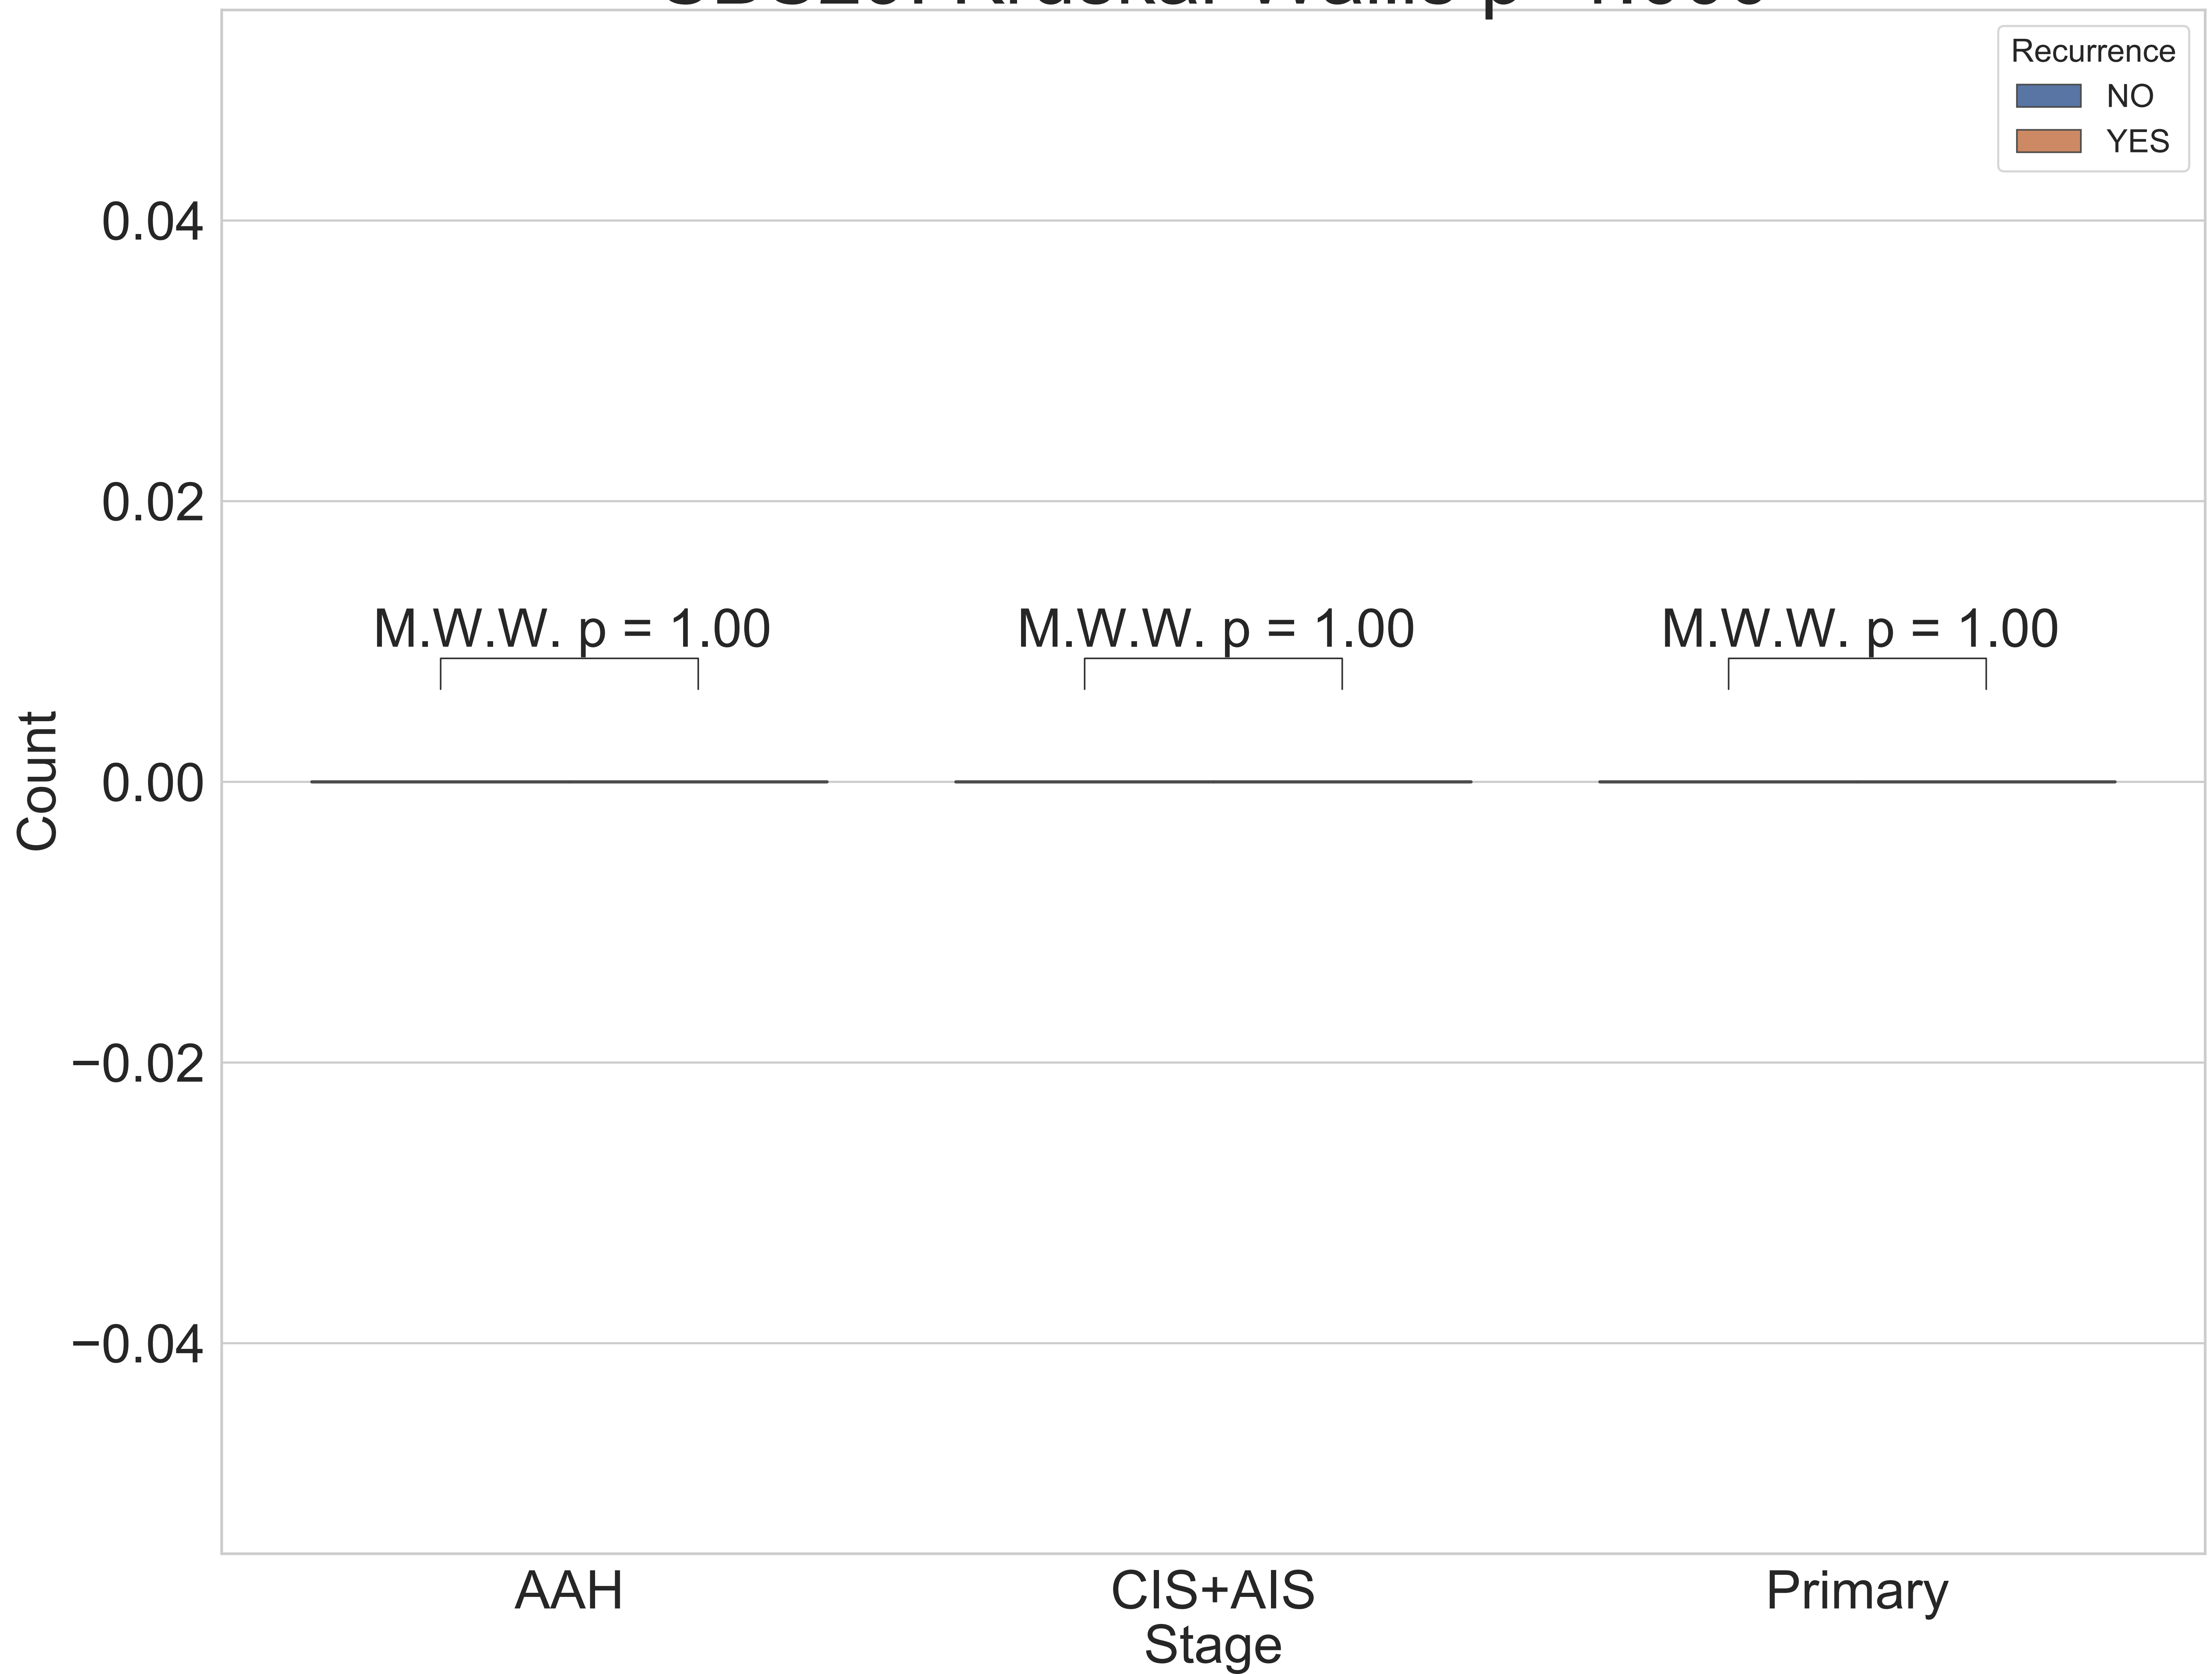 Recurrence
NO
YES
0.04
0.02
M.W.W. p = 1.00
M.W.W. p = 1.00
M.W.W. p = 1.00
Count
0.00
−0.02
−0.04
AAH
CIS+AIS
Primary
Stage